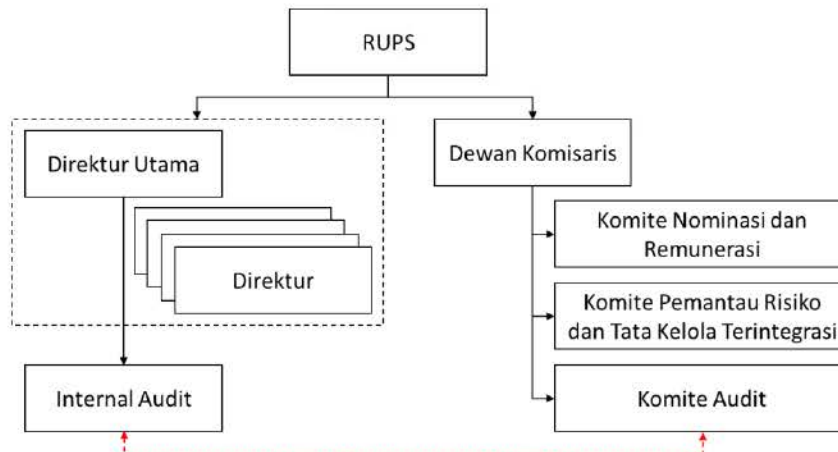 RUPS
Direktur Utama
Direktur
Internal Audit
Dewan Komisaris
Komite Nominasi dan
Remunerasi
Komite Pemantau Risiko
dan Tata Kelola Terintegrasi
Komite Audit